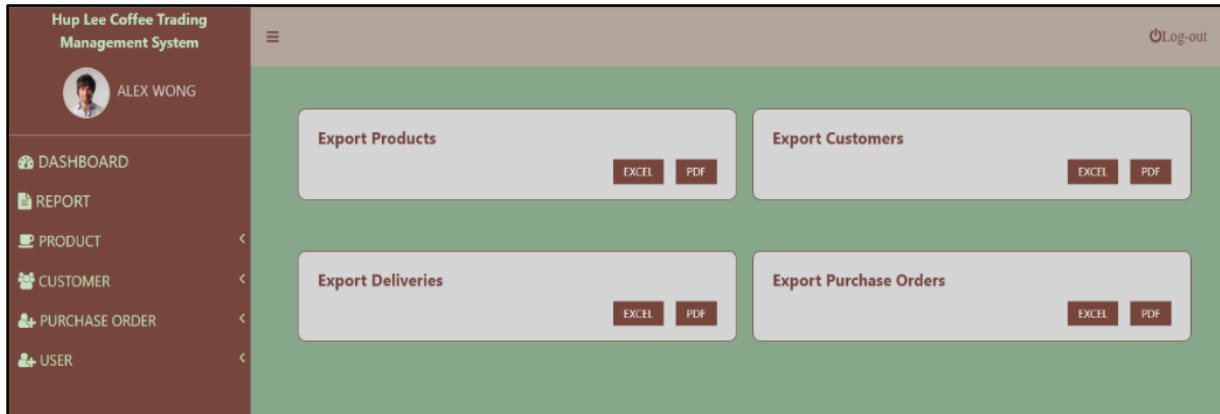 Hup Lee Coffee Trading
Management System
ALEX WONG
DASHBOARD
REPORT
PRODUCT
CUSTOMER
PURCHASE ORDER
USER
Log-out
Export Products
EXCEL PDF
Export Customers
EXCEL PDF
Export Deliveries
EXCEL PDF
Export Purchase Orders
EXCEL PDF